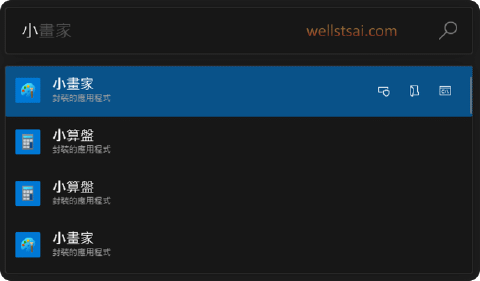 小畫家 wellstsai.com
小畫家
封裝的應用程式
小算盤
封裝的應用程式
小算盤
封裝的應用程式
小畫家
封裝的應用程式